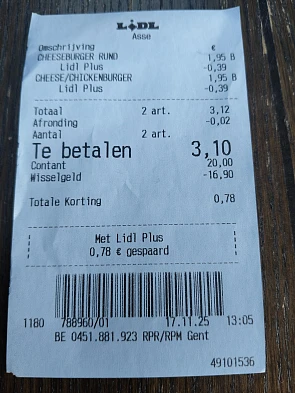 LIDL
Asse
Omschrijving €
CHEESEBURGER RUND 1,95 B
Lidl Plus -0,39
CHEESE/CHICKENBURGER 1,95 B
Lidl Plus -0,39
Totaal 2 art. 3,12
Afronding -0,02
Aantal 2 art.
Te betalen 3,10
Contant 20,00
Wisselgeld -16,90
Totale Korting 0,78
Met Lidl Plus
0,78 € gespaard
1180 788960/01 17.11.25 13:05
BE 0451.881.923 RPR/RPM Gent
49101536